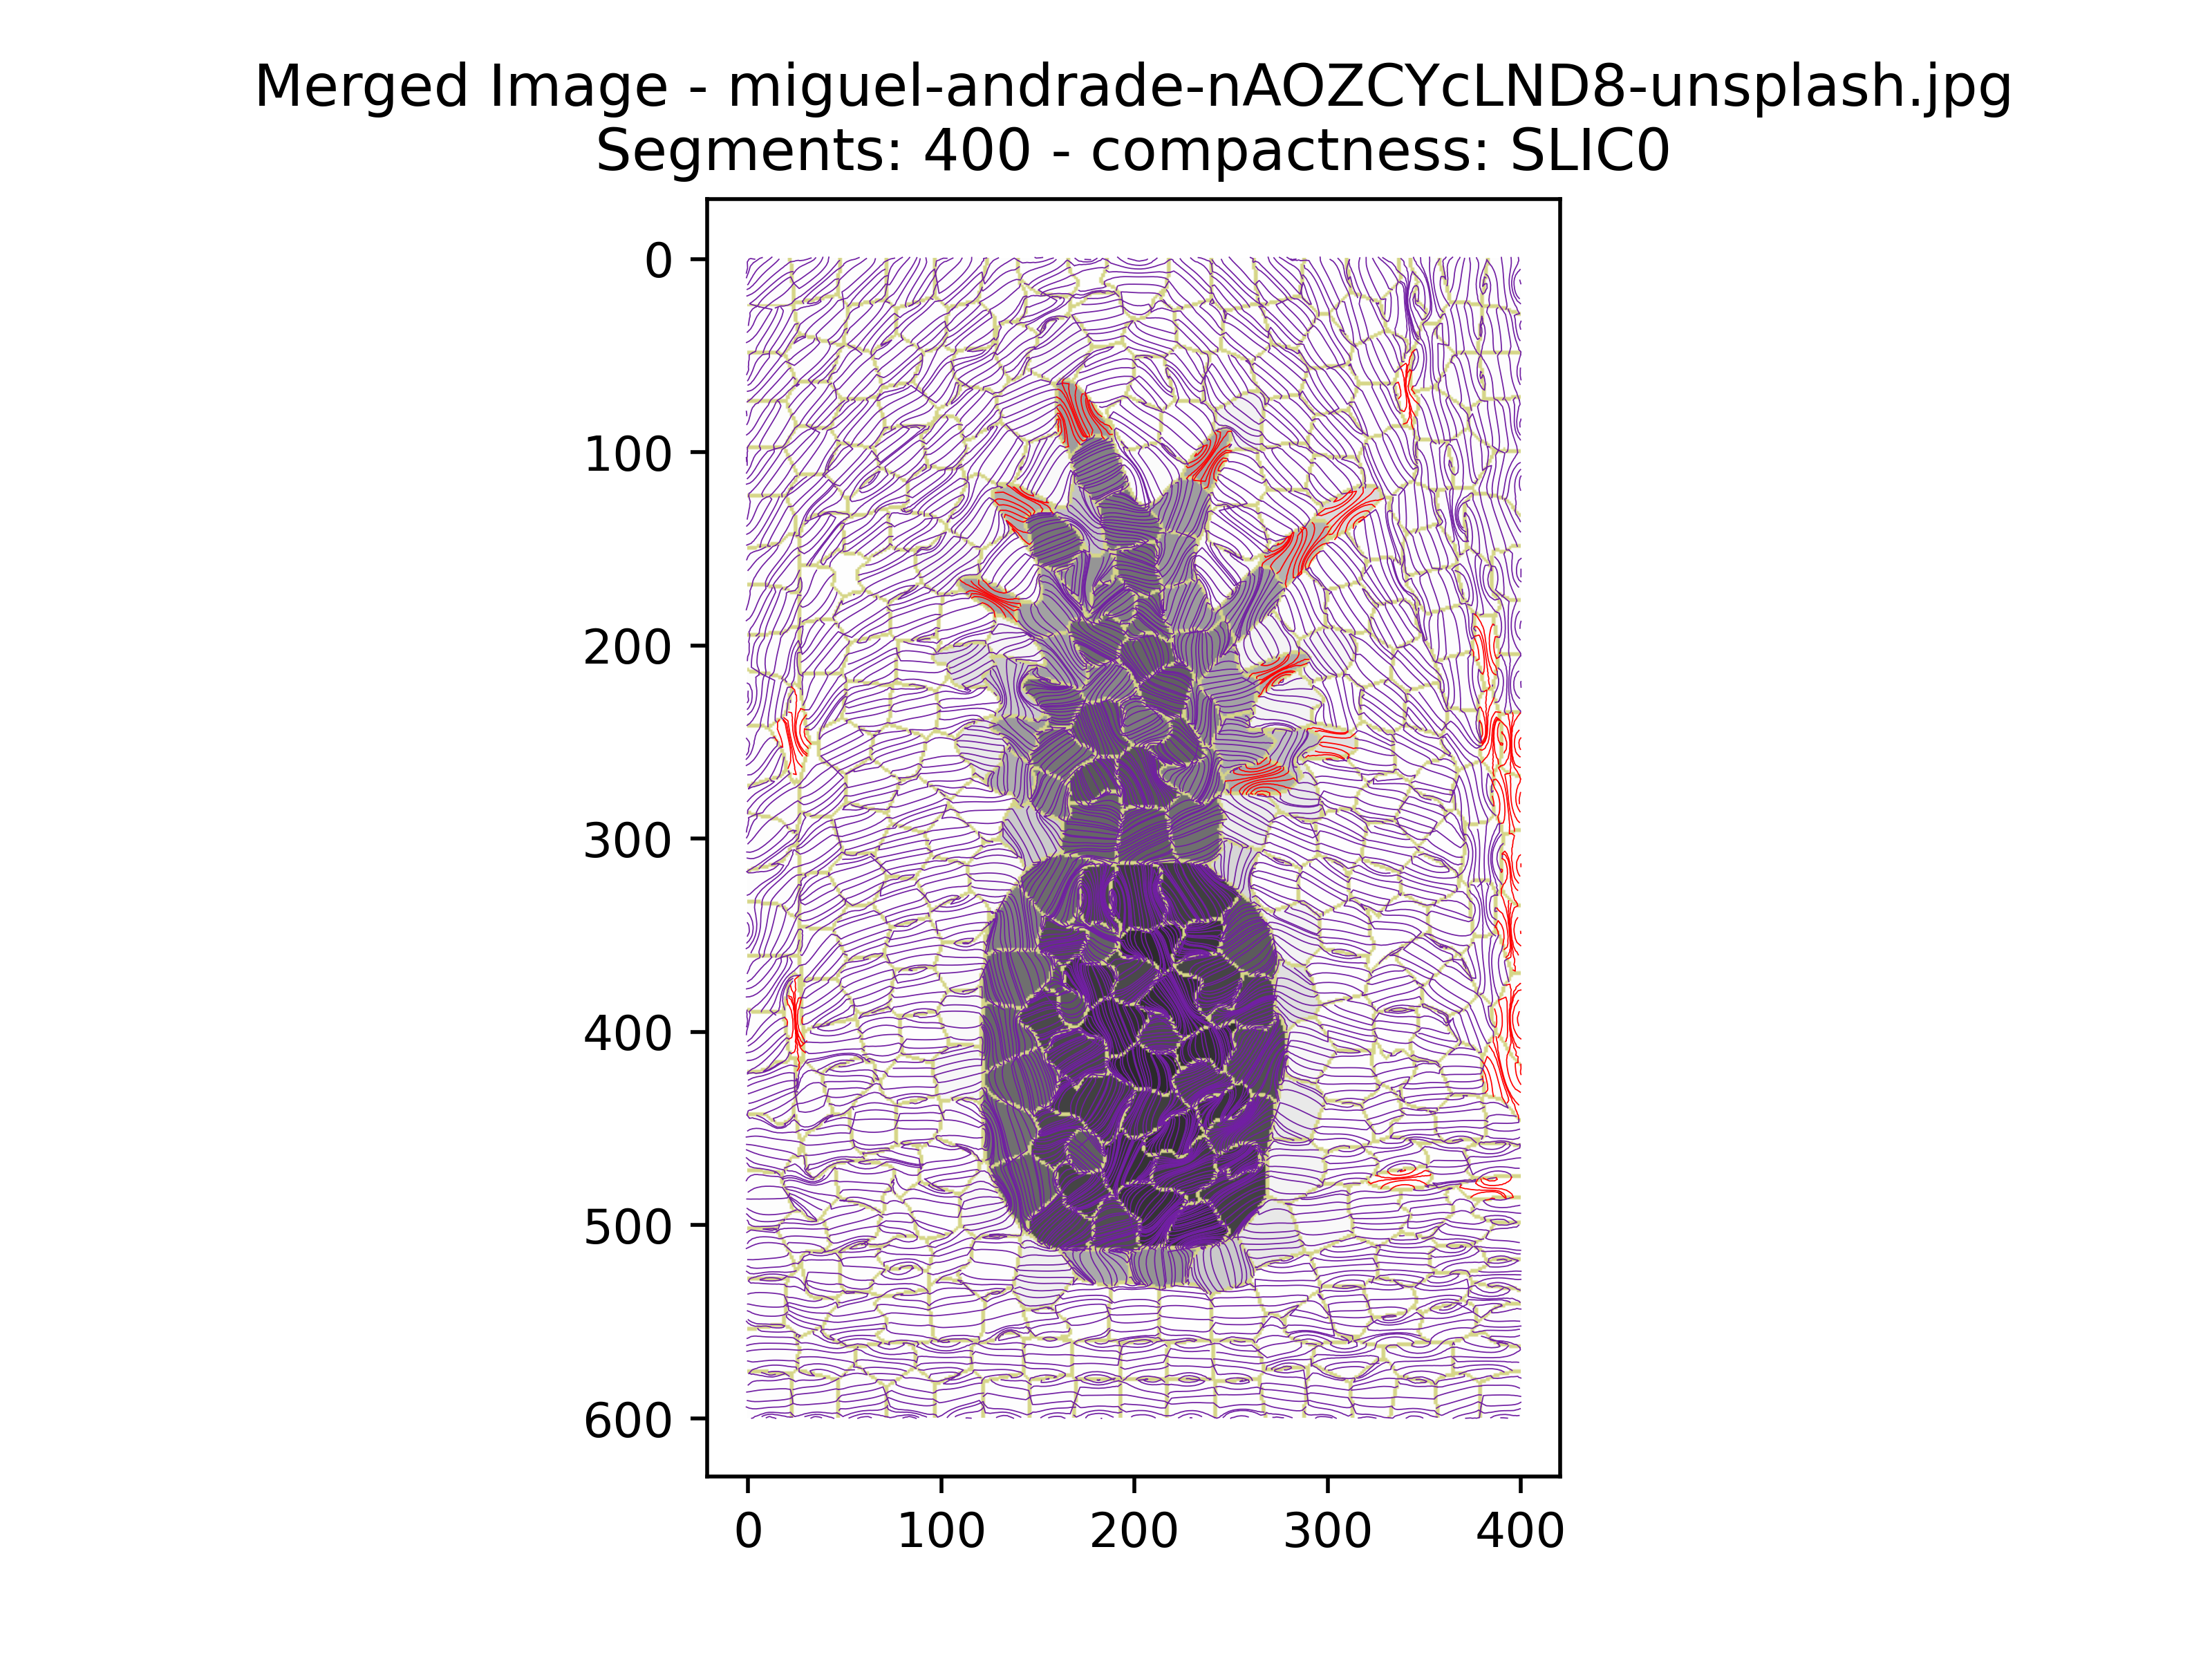 Merged Image - miguel-andrade-nAOZCYcLND8-unsplash.jpg
Segments: 400 - compactness: SLIC0
0
100
200
300
400
500
600
0 100 200 300 400